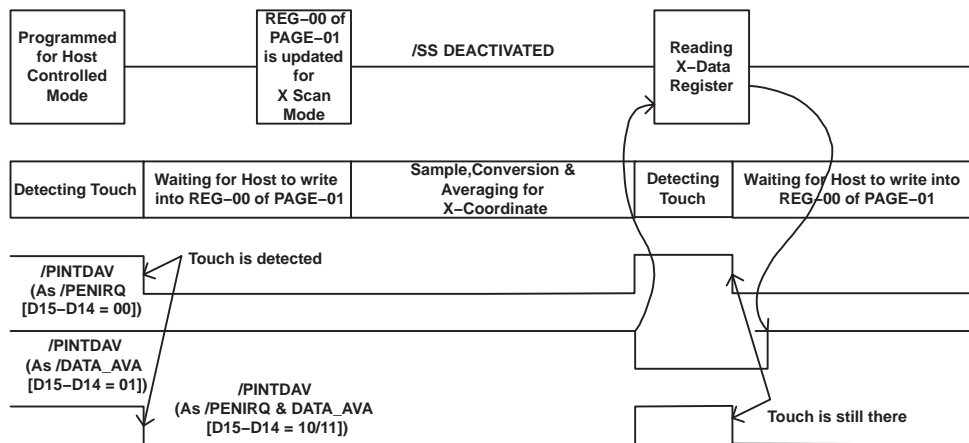 Programmed
for Host
Controlled
Mode
REG−00 of
PAGE−01
is updated
for
X Scan
Mode
/SS DEACTIVATED
Reading
X−Data
Register
Detecting Touch
Waiting for Host to write
into REG−00 of PAGE−01
Sample,Conversion &
Averaging for
X−Coordinate
Detecting
Touch
Waiting for Host to write into
REG−00 of PAGE−01
Touch is detected
/PINTDAV
(As /PENIRQ
[D15−D14 = 00])
/PINTDAV
(As /DATA_AVA
[D15−D14 = 01])
/PINTDAV
(As /PENIRQ & DATA_AVA
[D15−D14 = 10/11])
Touch is still there